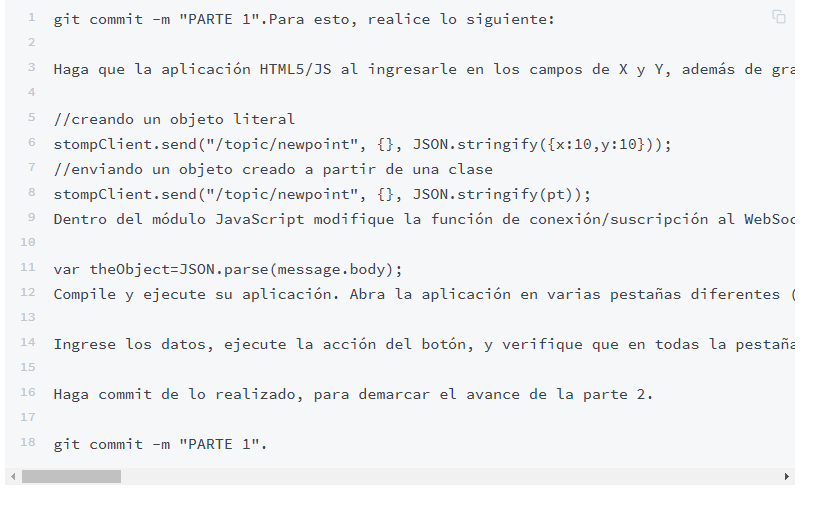 1 git commit -m "PARTE 1".Para esto, realice lo siguiente:
2
3 Haga que la aplicación HTML5/JS al ingresarle en los campos de X y Y, además de gra
4
5 //creando un objeto literal
6 stompClient.send("/topic/newpoint", {}, JSON.stringify({x:10,y:10}));
7 //enviando un objeto creado a partir de una clase
8 stompClient.send("/topic/newpoint", {}, JSON.stringify(pt));
9 Dentro del módulo JavaScript modifique la función de conexión/suscripción al WebSoc
10
11 var theObject=JSON.parse(message.body);
12 Compile y ejecute su aplicación. Abra la aplicación en varias pestañas diferentes (
13
14 Ingrese los datos, ejecute la acción del botón, y verifique que en todas la pestaña
15
16 Haga commit de lo realizado, para demarcar el avance de la parte 2.
17
18 git commit -m "PARTE 1".